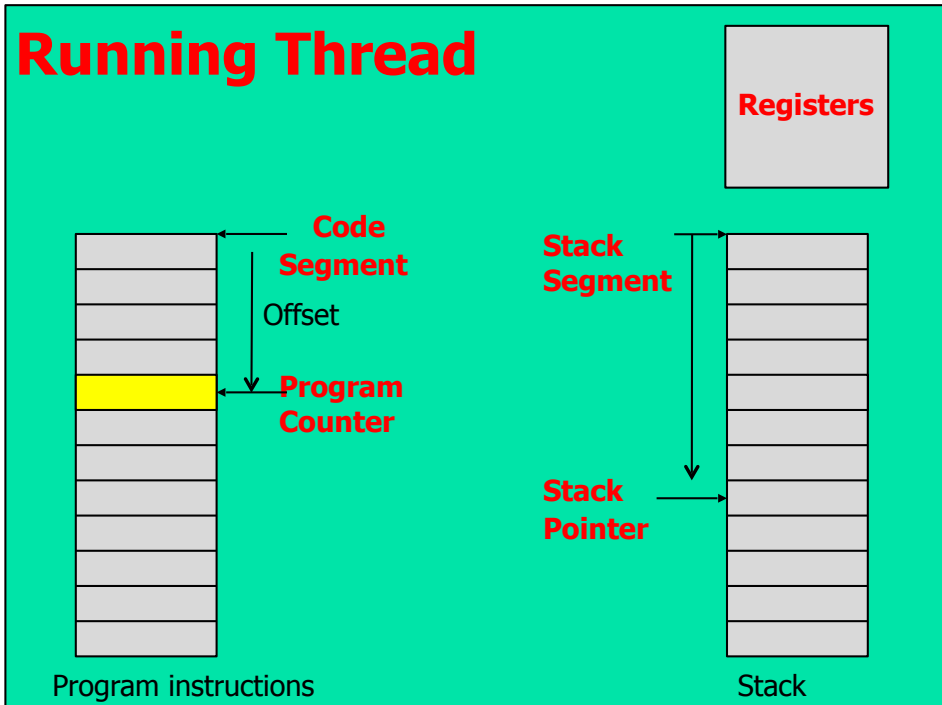 Running Thread
Registers
Code
Segment
Offset
Program
Counter
Stack
Segment
Stack
Pointer
Program instructions
Stack